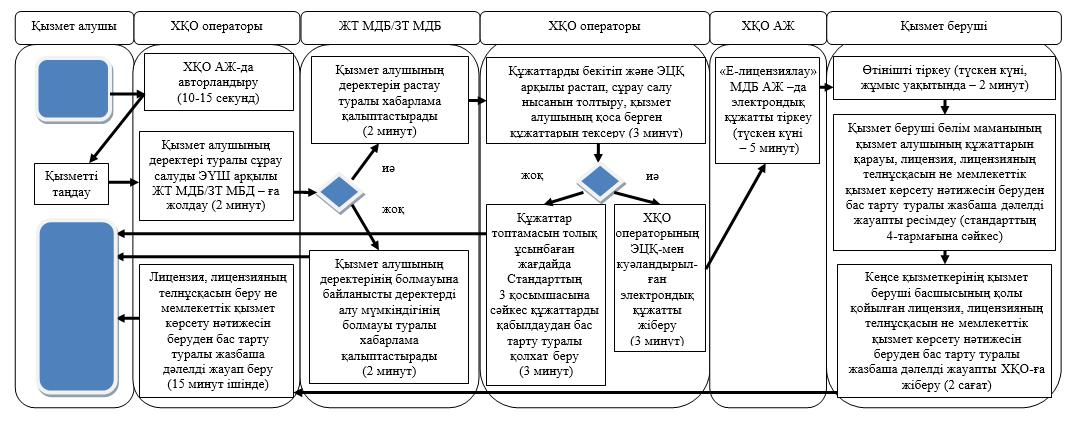 Қызмет алушы
ХҚО операторы
ЖТ МДБ/ЗТ МДБ
ХҚО операторы
ХҚО АЖ
Қызмет беруші
ХҚО АЖ-да
авторландыру
(10-15 секунд)
Қызметті
таңдау
Қызмет алушының
деректері туралы сұрау
салуды ЭҮШ арқылы
ЖТ МДБ/ЗТ МБД – ға
жолдау (2 минут)
Лицензия, лицензияның
телнұсқасын беру не
мемлекеттік қызмет
көрсету нәтижесін
беруден бас тарту
туралы жазбаша
дәлелді жауап беру
(15 минут ішінде)
Қызмет алушының
деректерін растау
туралы хабарлама
қалыптастырады
(2 минут)
иә
жоқ
Қызмет алушының
деректерінің болмауына
байланысты деректерді
алу мүмкіндігінің
болмауы туралы
хабарлама
қалыптастырады
(2 минут)
Құжаттарды бекітіп және ЭЦҚ
арқылы растап, сұрау салу
нысанын толтыру, қызмет
алушының қоса берген
құжаттарын тексеру (3 минут)
жоқ
иә
Құжаттар
топтамасын толық
ұсынбаған
жағдайда
Стандарттың
3 қосымшасына
сәйкес құжаттарды
қабылдаудан бас
тарту туралы
қолхат беру
(3 минут)
ХҚО
операторының
ЭЦҚ-мен
куәландырыл-
ған
электрондық
құжатты
жіберу
(3 минут)
«Е-лицензиялау»
МДБ АЖ –да
электрондық
құжатты тіркеу
(түскен күні
– 5 минут)
Өтінішті тіркеу (түскен күні,
жұмыс уақытында – 2 минут)
Қызмет беруші бөлім маманының
қызмет алушының құжаттарын
қарауы, лицензия, лицензияның
телнұсқасын не мемлекеттік
қызмет көрсету нәтижесін беруден
бас тарту туралы жазбаша дәлелді
жауапты ресімдеу (стандарттың
4-тармағына сәйкес)
Кеңсе қызметкерінің қызмет
беруші басшысының қолы
қойылған лицензия, лицензияның
телнұсқасын не мемлекеттік
қызмет көрсету нәтижесін
беруден бас тарту туралы
жазбаша дәлелді жауапты ХҚО-ға
жіберу (2 сағат)